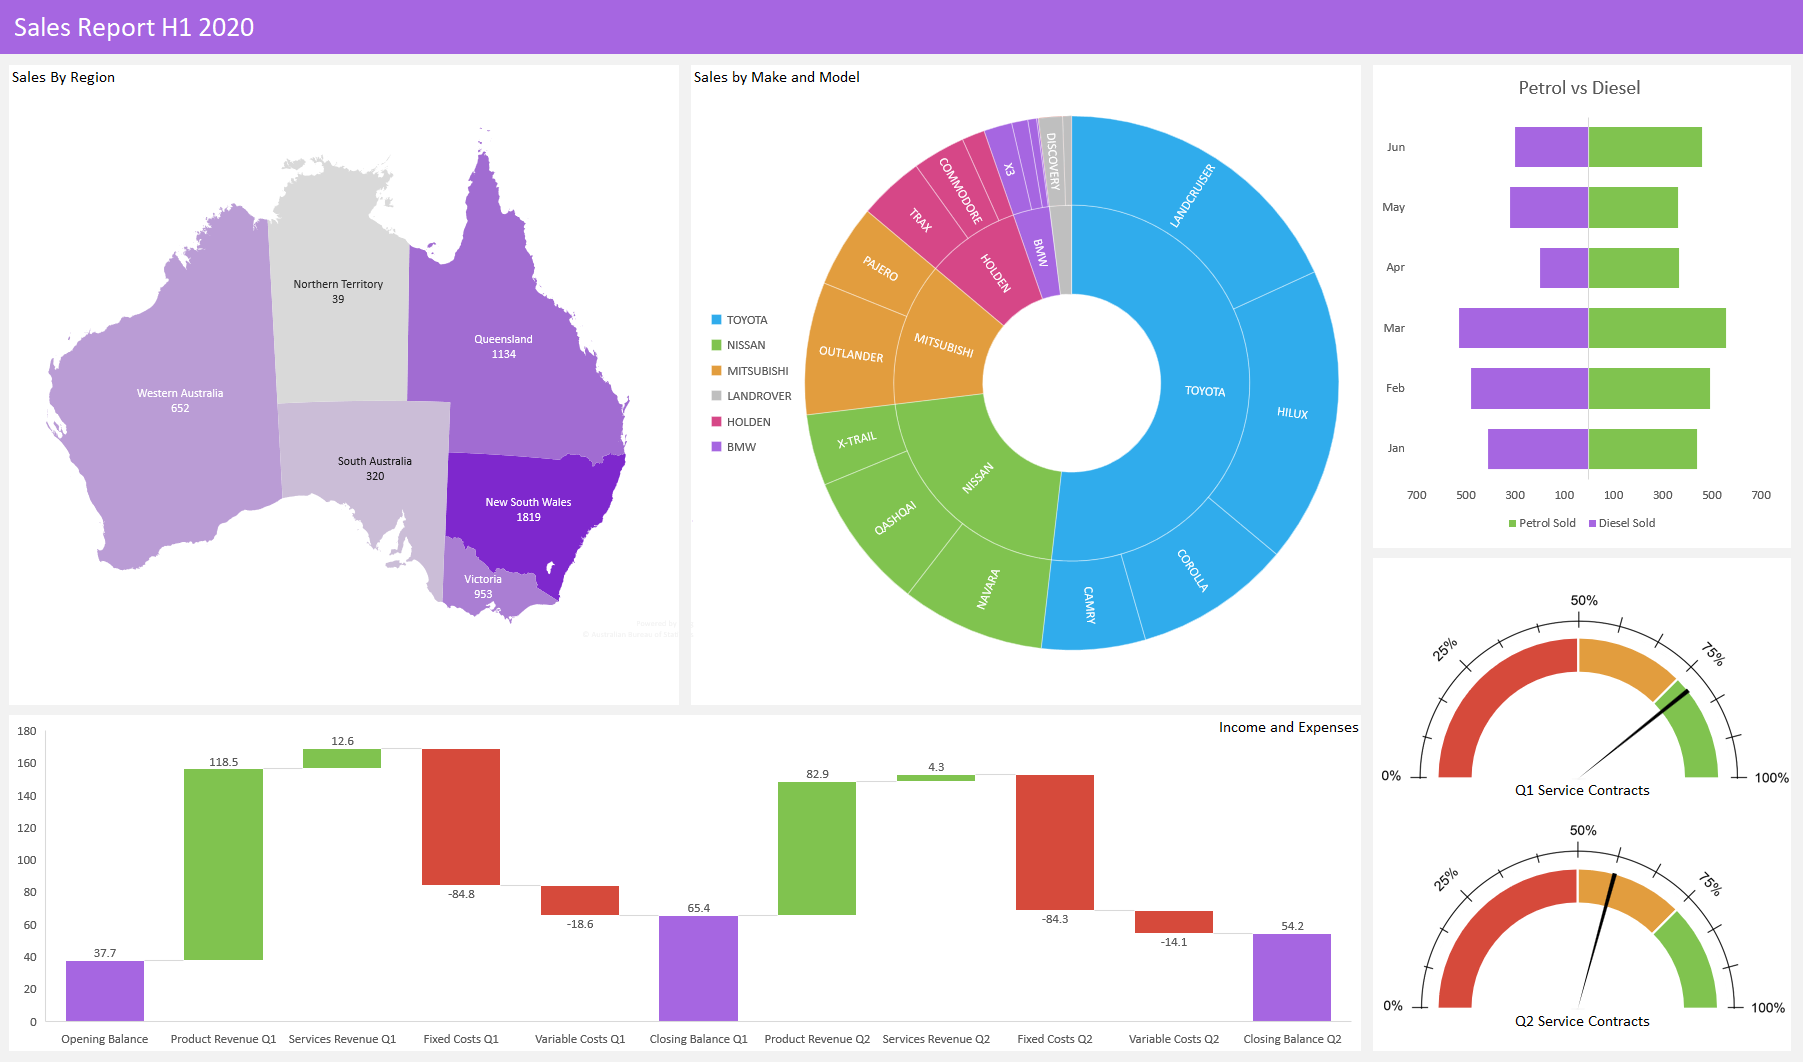 Sales Report H1 2020
Sales By Region
Northern Territory
39
Queensland
1134
Western Australia
652
South Australia
320
New South Wales
1819
Victoria
953
Sales by Make and Model
TOYOTA
NISSAN
MITSUBISHI
LANDROVER
HOLDEN
BMW
LANDCRUISER
HILUX
COROLLA
CAMRY
NAVARA
QASHQAI
X-TRAIL
OUTLANDER
PAJERO
TRAX
COMMODORE
X3
DISCOVERY
TOYOTA
NISSAN
MITSUBISHI
HOLDEN
BMW
Petrol vs Diesel
Jun
May
Apr
Mar
Feb
Jan
700 500 300 100 100 300 500 700
Petrol Sold Diesel Sold
0% 25% 50% 75% 100%
Q1 Service Contracts
0% 25% 50% 75% 100%
Q2 Service Contracts
Income and Expenses
180
160
140
120
100
80
60
40
20
0
37.7
118.5
12.6
-84.8
-18.6
65.4
82.9
4.3
-84.3
-14.1
54.2
Opening Balance Product Revenue Q1 Services Revenue Q1 Fixed Costs Q1 Variable Costs Q1 Closing Balance Q1 Product Revenue Q2 Services Revenue Q2 Fixed Costs Q2 Variable Costs Q2 Closing Balance Q2